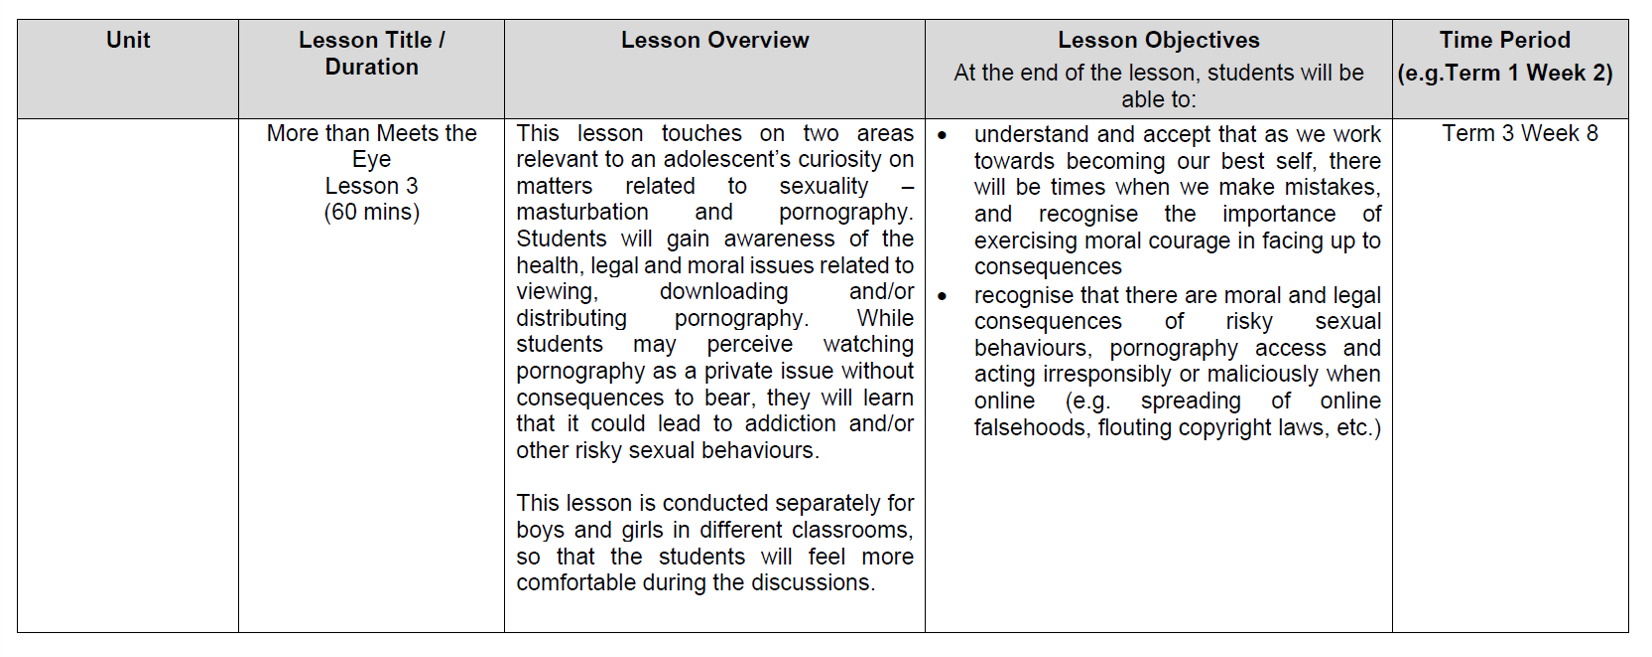 Unit
Lesson Title /
Duration
Lesson Overview
Lesson Objectives
At the end of the lesson, students will be
able to:
Time Period
(e.g.Term 1 Week 2)
More than Meets the
Eye
Lesson 3
(60 mins)
This lesson touches on two areas
relevant to an adolescent’s curiosity on
matters related to sexuality –
masturbation and pornography.
Students will gain awareness of the
health, legal and moral issues related to
viewing, downloading and/or
distributing pornography. While
students may perceive watching
pornography as a private issue without
consequences to bear, they will learn
that it could lead to addiction and/or
other risky sexual behaviours.
This lesson is conducted separately for
boys and girls in different classrooms,
so that the students will feel more
comfortable during the discussions.
• understand and accept that as we work
towards becoming our best self, there
will be times when we make mistakes,
and recognise the importance of
exercising moral courage in facing up to
consequences
• recognise that there are moral and legal
consequences of risky sexual
behaviours, pornography access and
acting irresponsibly or maliciously when
online (e.g. spreading of online
falsehoods, flouting copyright laws, etc.)
Term 3 Week 8